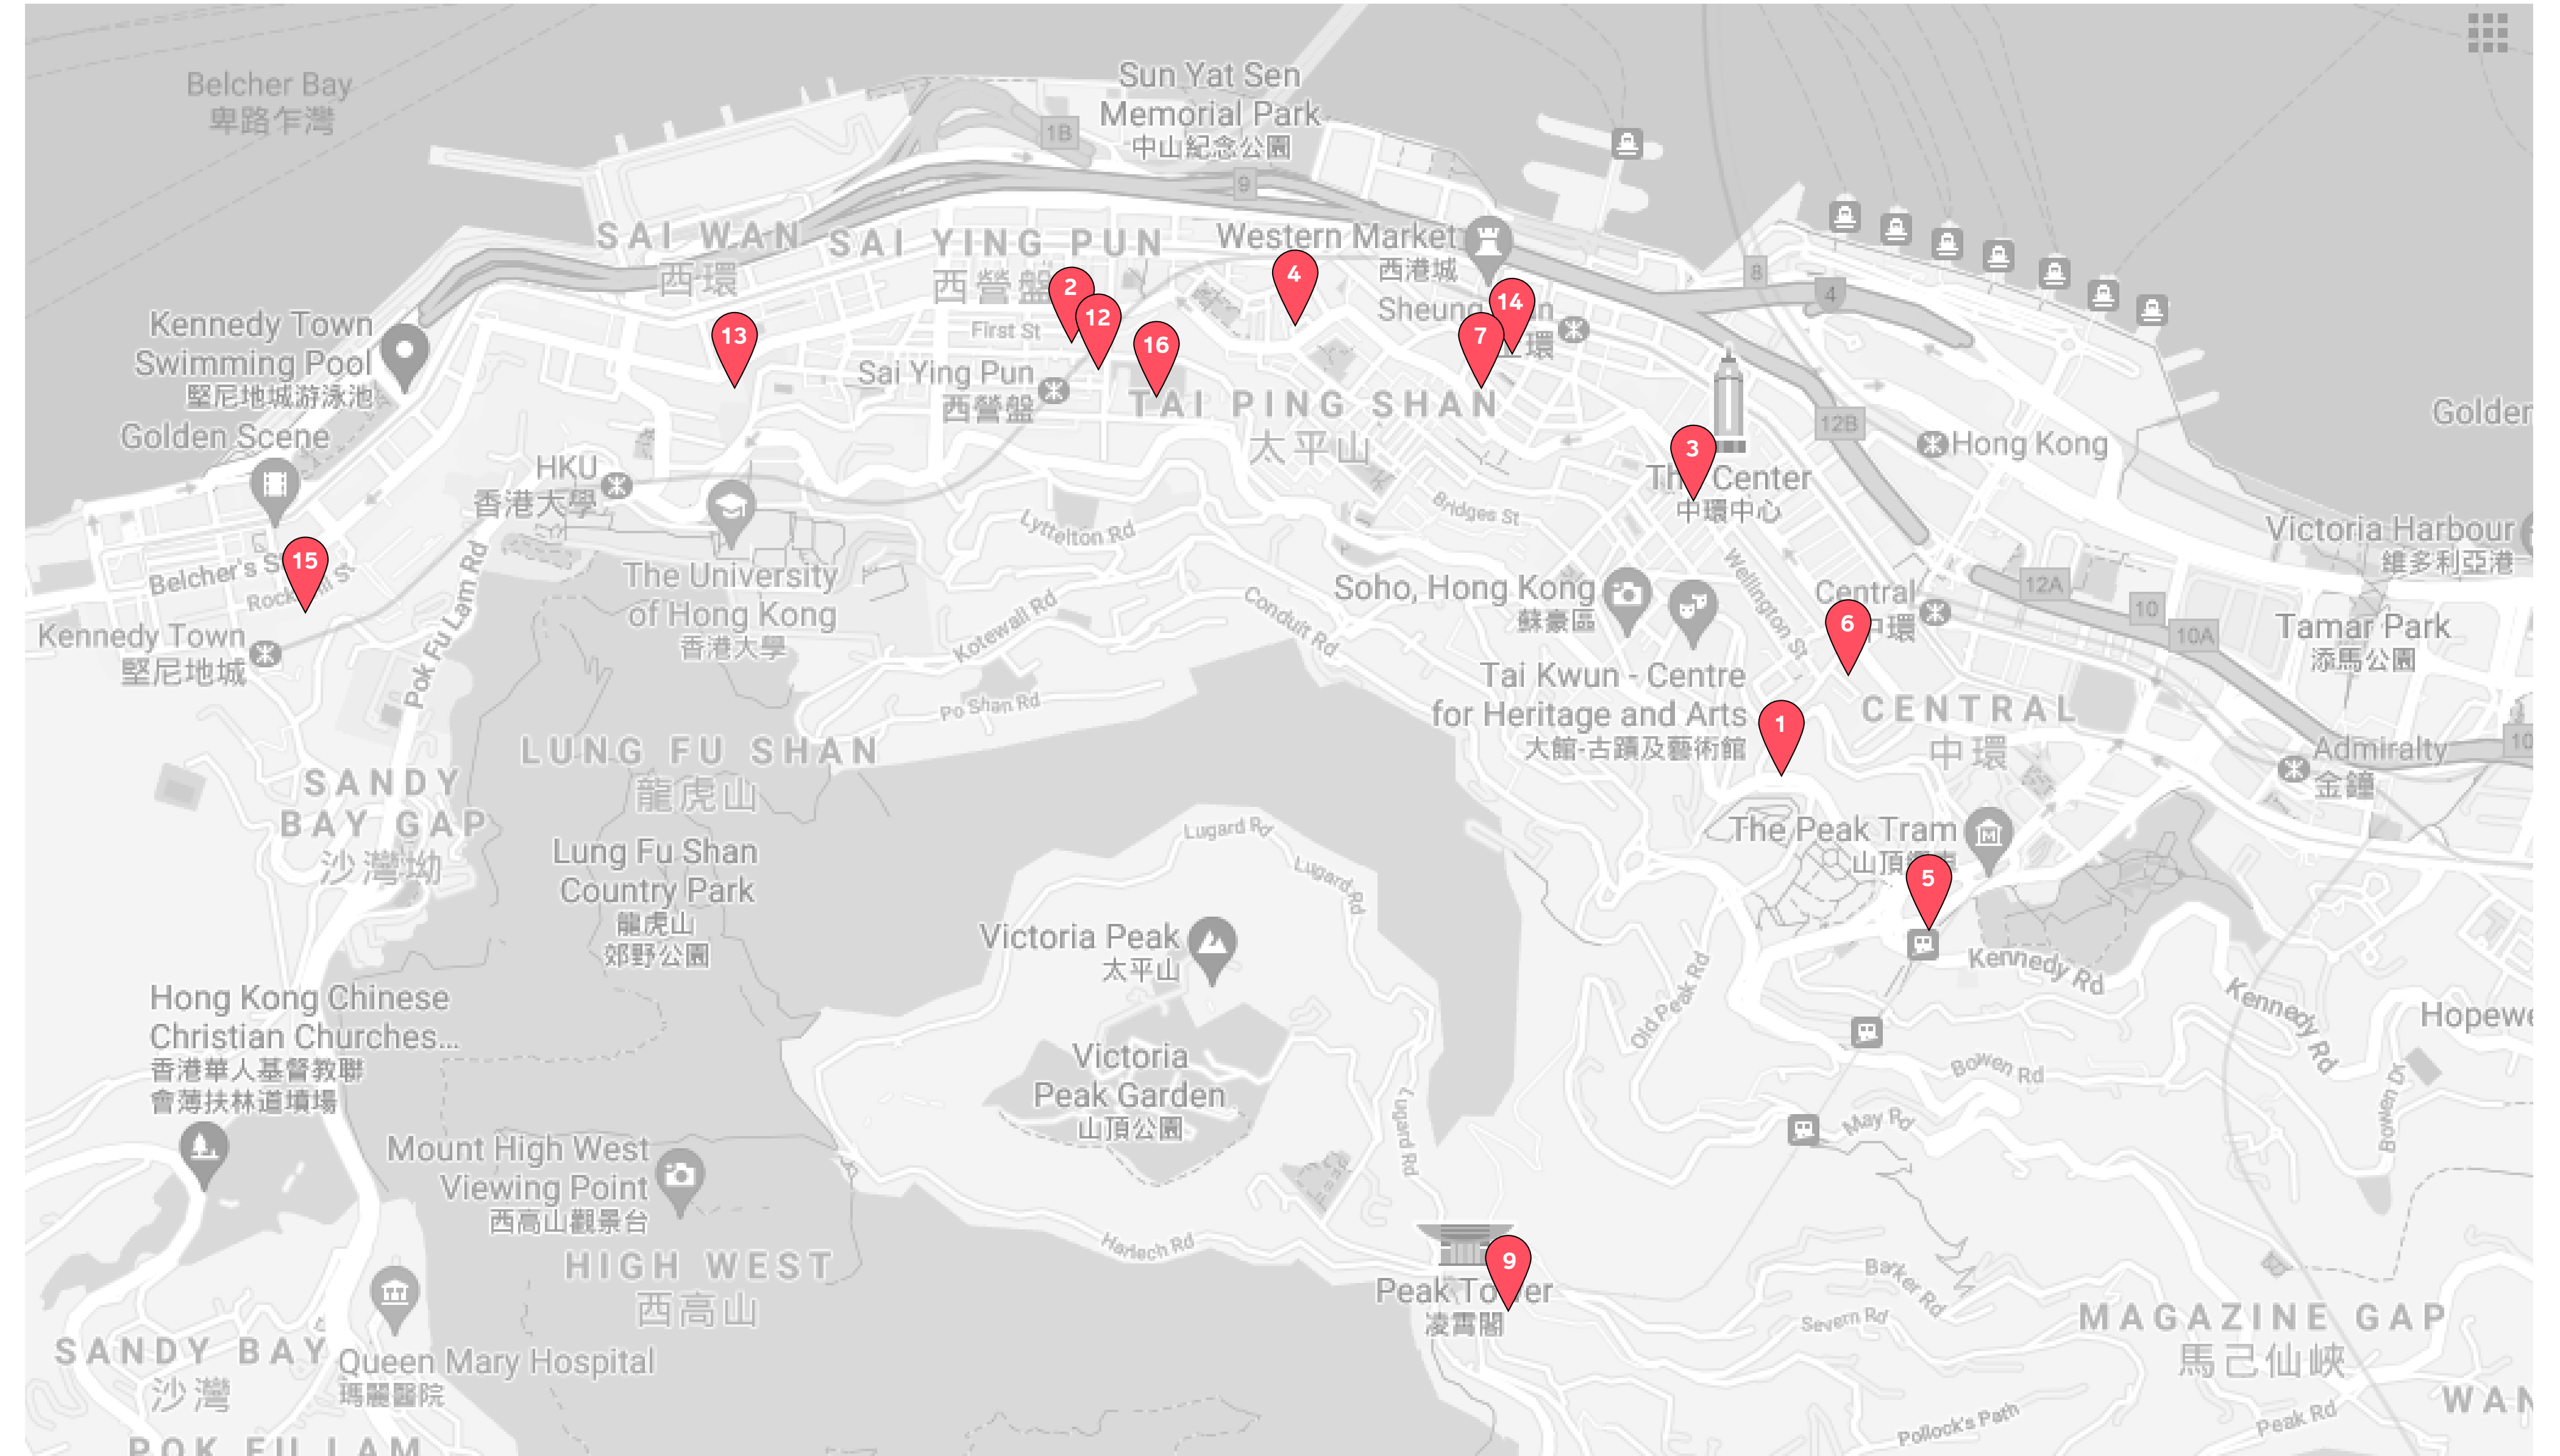 Belcher Bay
卑路乍灣
Sun Yat Sen
Memorial Park
中山紀念公園
1B
9
SAI WAN
西環
SAI YING PUN
西營盤
Western Market
西港城
8
4
Kennedy Town
Swimming Pool
堅尼地城游泳池
13
2
12
16
First St
4
14
7
Sheung
環
Sai Ying Pun
西營盤
TAI PING SHAN
太平山
12B
Golden
Hong Kong
Golden Scene
HKU
香港大學
3
The Center
中環中心
Bridges St
Lyttelton Rd
Victoria Harbour
維多利亞港
15
Belcher's S
Rock ill St
Pok Fu Lam Rd
The University
of Hong Kong
香港大學
Kotewall Rd
Conduit Rd
Soho, Hong Kong
蘇豪區
Wellington St
Central
中環
12A
10
10A
Tamar Park
添馬公園
Kennedy Town
堅尼地城
6
Po Shan Rd
Tai Kwun - Centre
for Heritage and Arts
大館-古蹟及藝術館
1
CENTRAL
中環
10
Admiralty
金鐘
LUNG FU SHAN
龍虎山
SANDY
BAY GAP
沙灣坳
Lung Fu Shan
Country Park
龍虎山
郊野公園
Lugard Rd
Lugard Rd
The Peak Tram
山頂
5
Victoria Peak
太平山
Kennedy Rd
Kennedy Rd
Old Peak Rd
Hong Kong Chinese
Christian Churches...
香港華人基督教聯
會薄扶林道墳場
Hopewe
Victoria
Peak Garden
山頂公園
Lugard Rd
Bowen Rd
Bowen Dr
May Rd
Mount High West
Viewing Point
西高山觀景台
Harlech Rd
HIGH WEST
西高山
9
Peak Tower
凌霄閣
Barker Rd
Severn Rd
MAGAZINE GAP
馬己仙峽
SANDY BAY
沙灣
Queen Mary Hospital
瑪麗醫院
WAN
Pollock's Path
Peak Rd
POK FU LAM